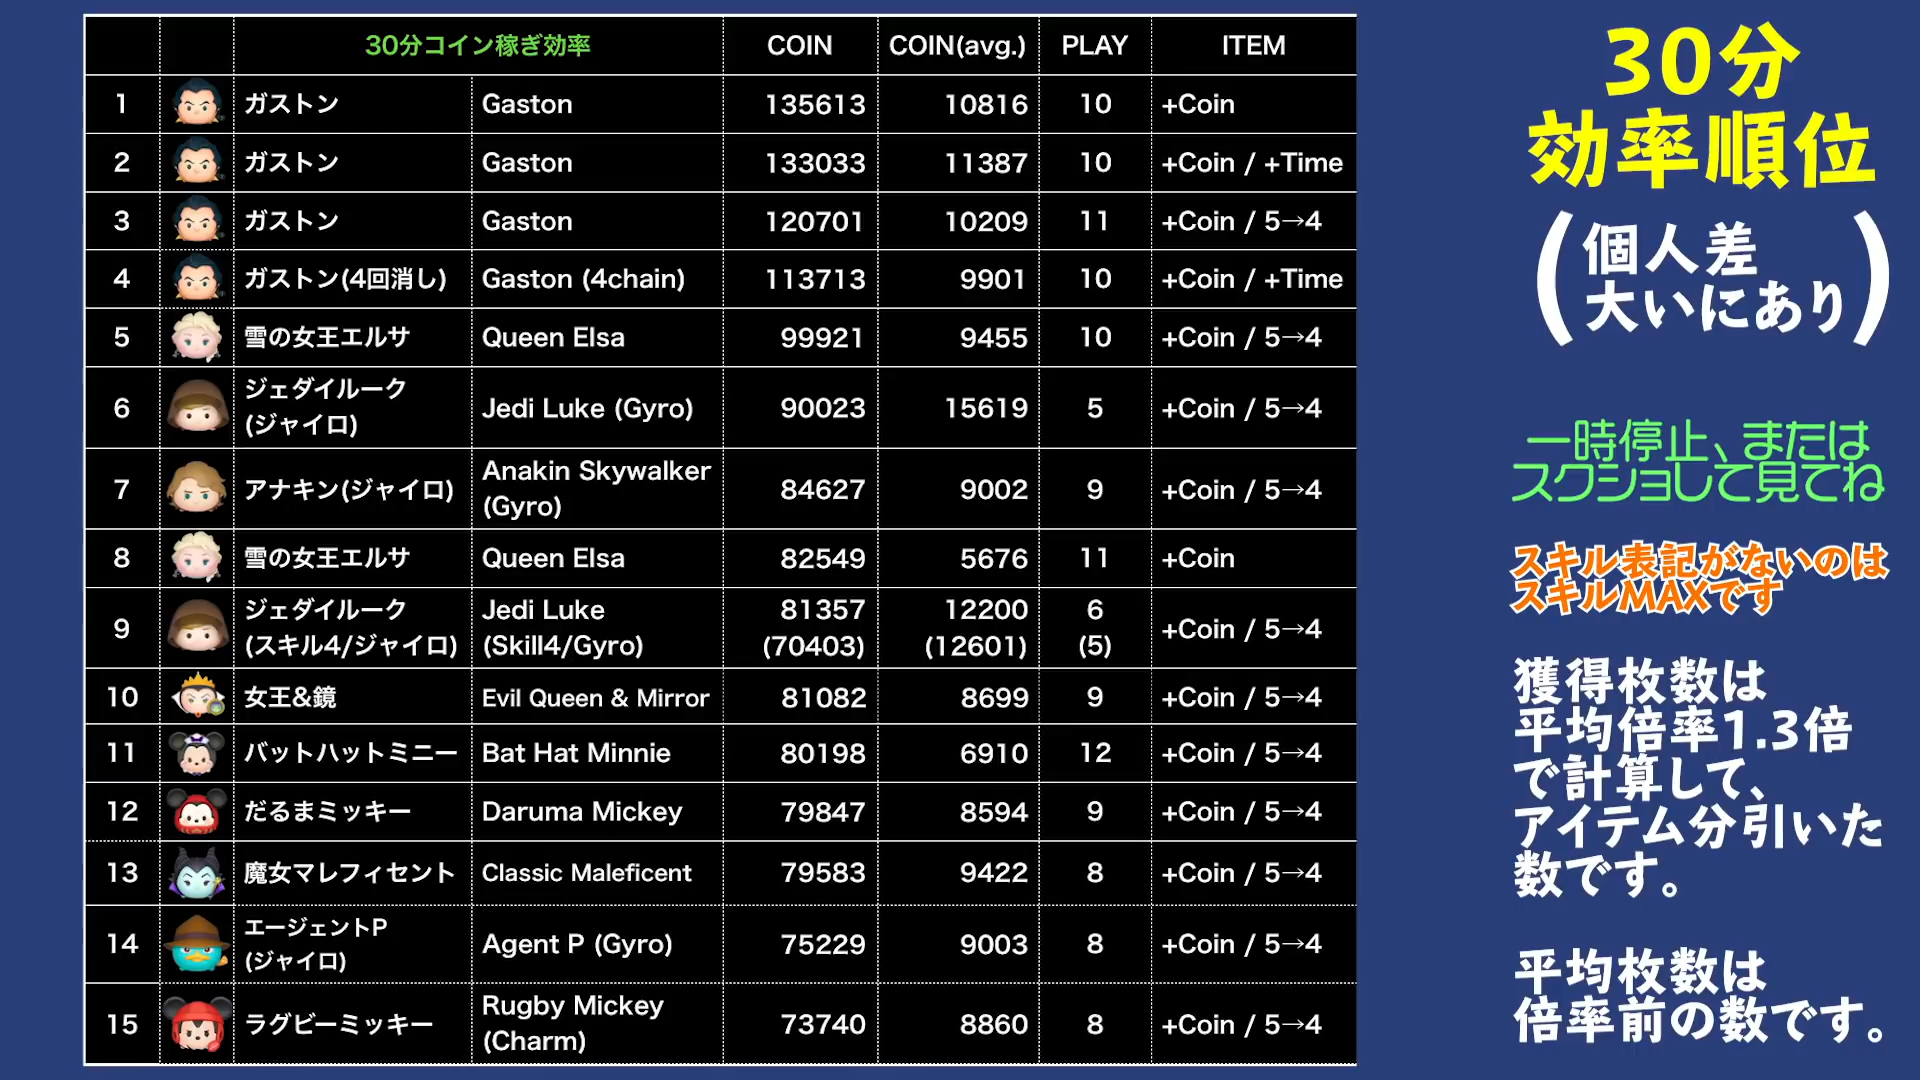 30分コイン稼ぎ効率 COIN COIN(avg.) PLAY ITEM
1 ガストン Gaston 135613 10816 10 +Coin
2 ガストン Gaston 133033 11387 10 +Coin / +Time
3 ガストン Gaston 120701 10209 11 +Coin / 5→4
4 ガストン(4回消し) Gaston (4chain) 113713 9901 10 +Coin / +Time
5 雪の女王エルサ Queen Elsa 99921 9455 10 +Coin / 5→4
6 ジェダイルーク Jedi Luke (Gyro) 90023 15619 5 +Coin / 5→4
(ジャイロ)
7 アナキン(ジャイロ) Anakin Skywalker 84627 9002 9 +Coin / 5→4
(Gyro)
8 雪の女王エルサ Queen Elsa 82549 5676 11 +Coin
9 ジェダイルーク Jedi Luke 81357 12200 6 +Coin / 5→4
(スキル4/ジャイロ) (Skill4/Gyro) (70403) (12601) (5)
10 女王&鏡 Evil Queen & Mirror 81082 8699 9 +Coin / 5→4
11 バットハットミニー Bat Hat Minnie 80198 6910 12 +Coin / 5→4
12 だるまミッキー Daruma Mickey 79847 8594 9 +Coin / 5→4
13 魔女マレフィセント Classic Maleficent 79583 9422 8 +Coin / 5→4
14 エージェントP Agent P (Gyro) 75229 9003 8 +Coin / 5→4
(ジャイロ)
15 ラグビーミッキー Rugby Mickey 73740 8860 8 +Coin / 5→4
(Charm)
30分
効率順位
(個人差
大いにあり)
一時停止、または
スクショして見てね
スキル表記がないのは
スキルMAXです
獲得枚数は
平均倍率1.3倍
で計算して、
アイテム分引いた
数です。
平均枚数は
倍率前の数です。